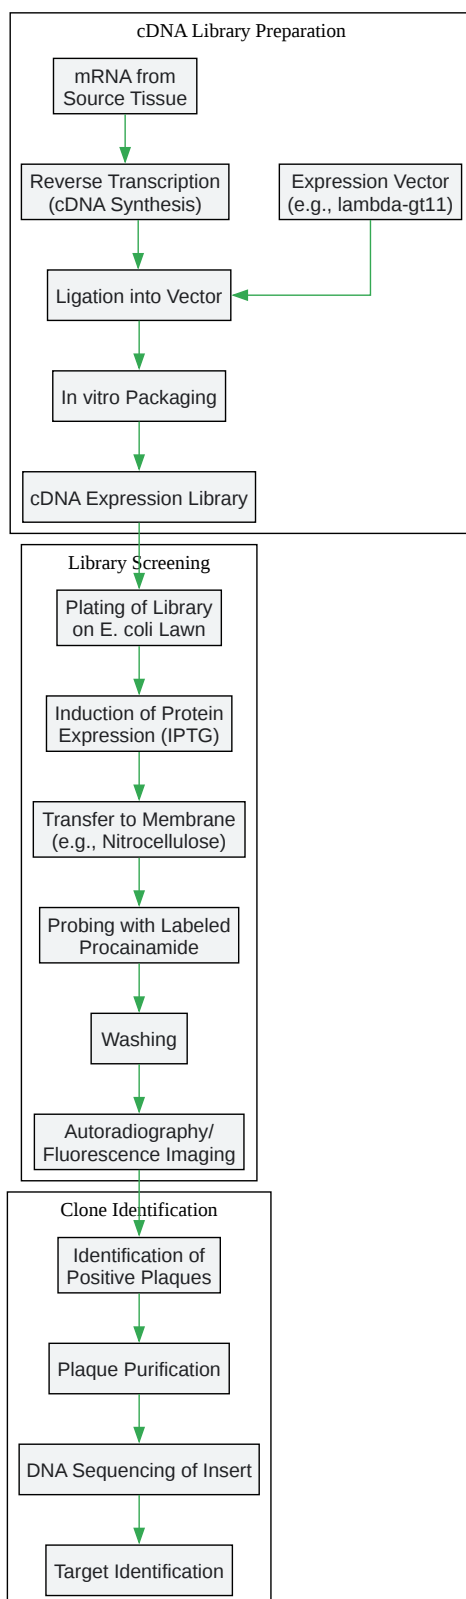 cDNA Library Preparation
mRNA from
Source Tissue
Reverse Transcription
(cDNA Synthesis)
Expression Vector
(e.g., lambda-gt11)
Ligation into Vector
In vitro Packaging
cDNA Expression Library
Library Screening
Plating of Library
on E. coli Lawn
Induction of Protein
Expression (IPTG)
Transfer to Membrane
(e.g., Nitrocellulose)
Probing with Labeled
Procainamide
Washing
Autoradiography/
Fluorescence Imaging
Clone Identification
Identification of
Positive Plaques
Plaque Purification
DNA Sequencing of Insert
Target Identification